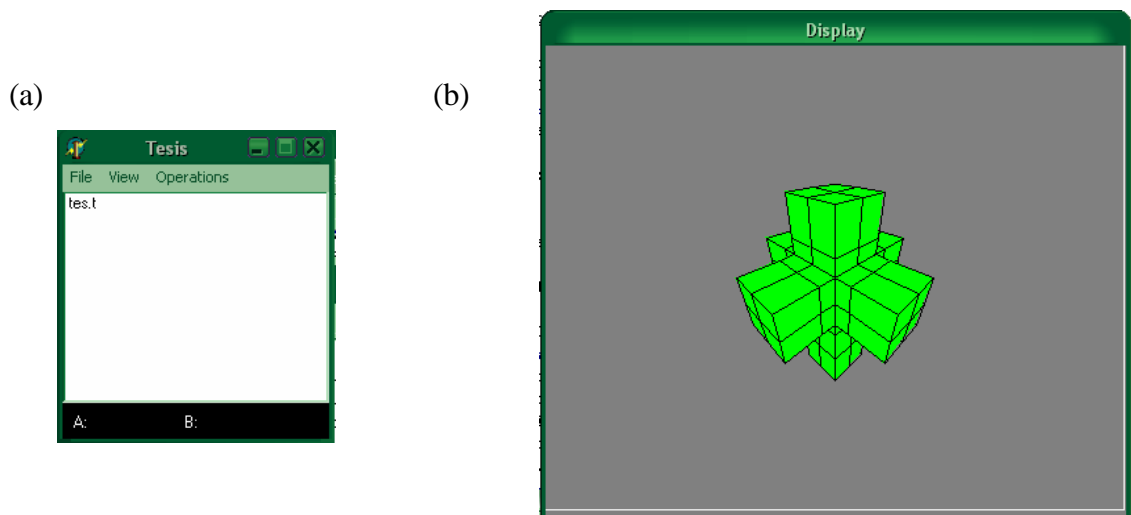 (a)
Tesis
File View Operations
tes.t
A: B:
(b)
Display